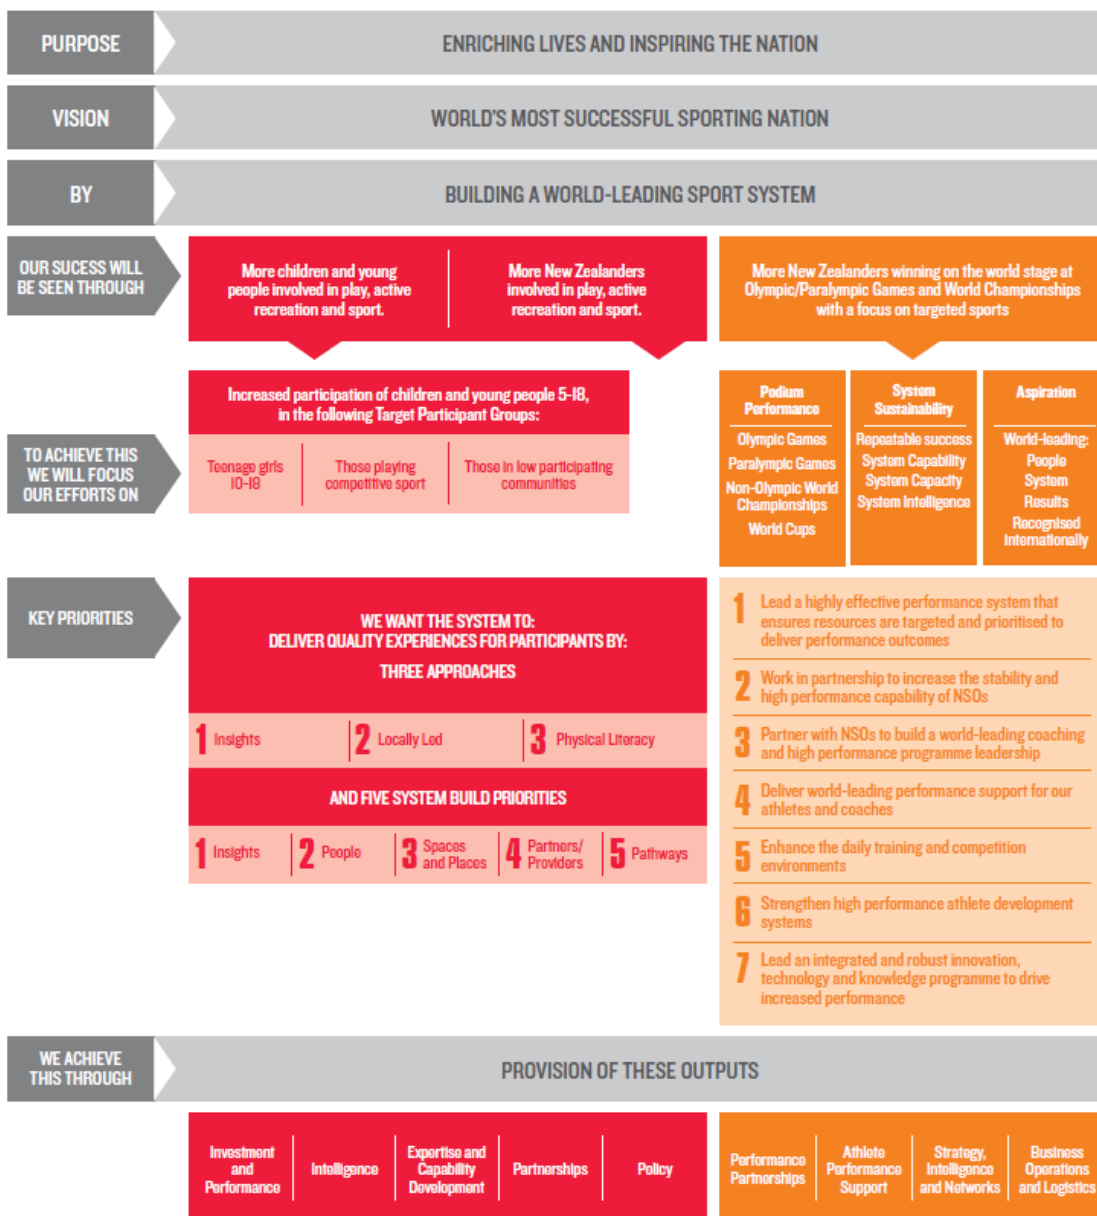 PURPOSE
ENRICHING LIVES AND INSPIRING THE NATION
VISION
WORLD'S MOST SUCCESSFUL SPORTING NATION
BY
BUILDING A WORLD-LEADING SPORT SYSTEM
OUR SUCESS WILL
BE SEEN THROUGH
More children and young
people involved in play, active
recreation and sport.
More New Zealanders
involved in play, active
recreation and sport.
More New Zealanders winning on the world stage at
Olympic/Paralympic Games and World Championships
with a focus on targeted sports
TO ACHIEVE THIS
WE WILL FOCUS
OUR EFFORTS ON
Increased participation of children and young people 5-18,
in the following Target Participant Groups:
Teenage girls
10-18
Those playing
competitive sport
Those in low participating
communities
Podium
Performance
Olympic Games
Paralympic Games
Non-Olympic World
Championships
World Cups
System
Sustainability
Repeatable success
System Capability
System Capacity
System Intelligence
Aspiration
World-leading:
People
System
Results
Recognised
Internationally
KEY PRIORITIES
WE WANT THE SYSTEM TO:
DELIVER QUALITY EXPERIENCES FOR PARTICIPANTS BY:
THREE APPROACHES
1 Insights
2 Locally Led
3 Physical Literacy
AND FIVE SYSTEM BUILD PRIORITIES
1 Insights
2 People
3 Spaces
and Places
4 Partners/
Providers
5 Pathways
1 Lead a highly effective performance system that
ensures resources are targeted and prioritised to
deliver performance outcomes
2 Work in partnership to increase the stability and
high performance capability of NSOs
3 Partner with NSOs to build a world-leading coaching
and high performance programme leadership
4 Deliver world-leading performance support for our
athletes and coaches
5 Enhance the daily training and competition
environments
6 Strengthen high performance athlete development
systems
7 Lead an integrated and robust innovation,
technology and knowledge programme to drive
increased performance
WE ACHIEVE
THIS THROUGH
PROVISION OF THESE OUTPUTS
Investment
and
Performance
Intelligence
Expertise and
Capability
Development
Partnerships
Policy
Performance
Partnerships
Athlete
Performance
Support
Strategy,
Intelligence
and Networks
Business
Operations
and Logistics